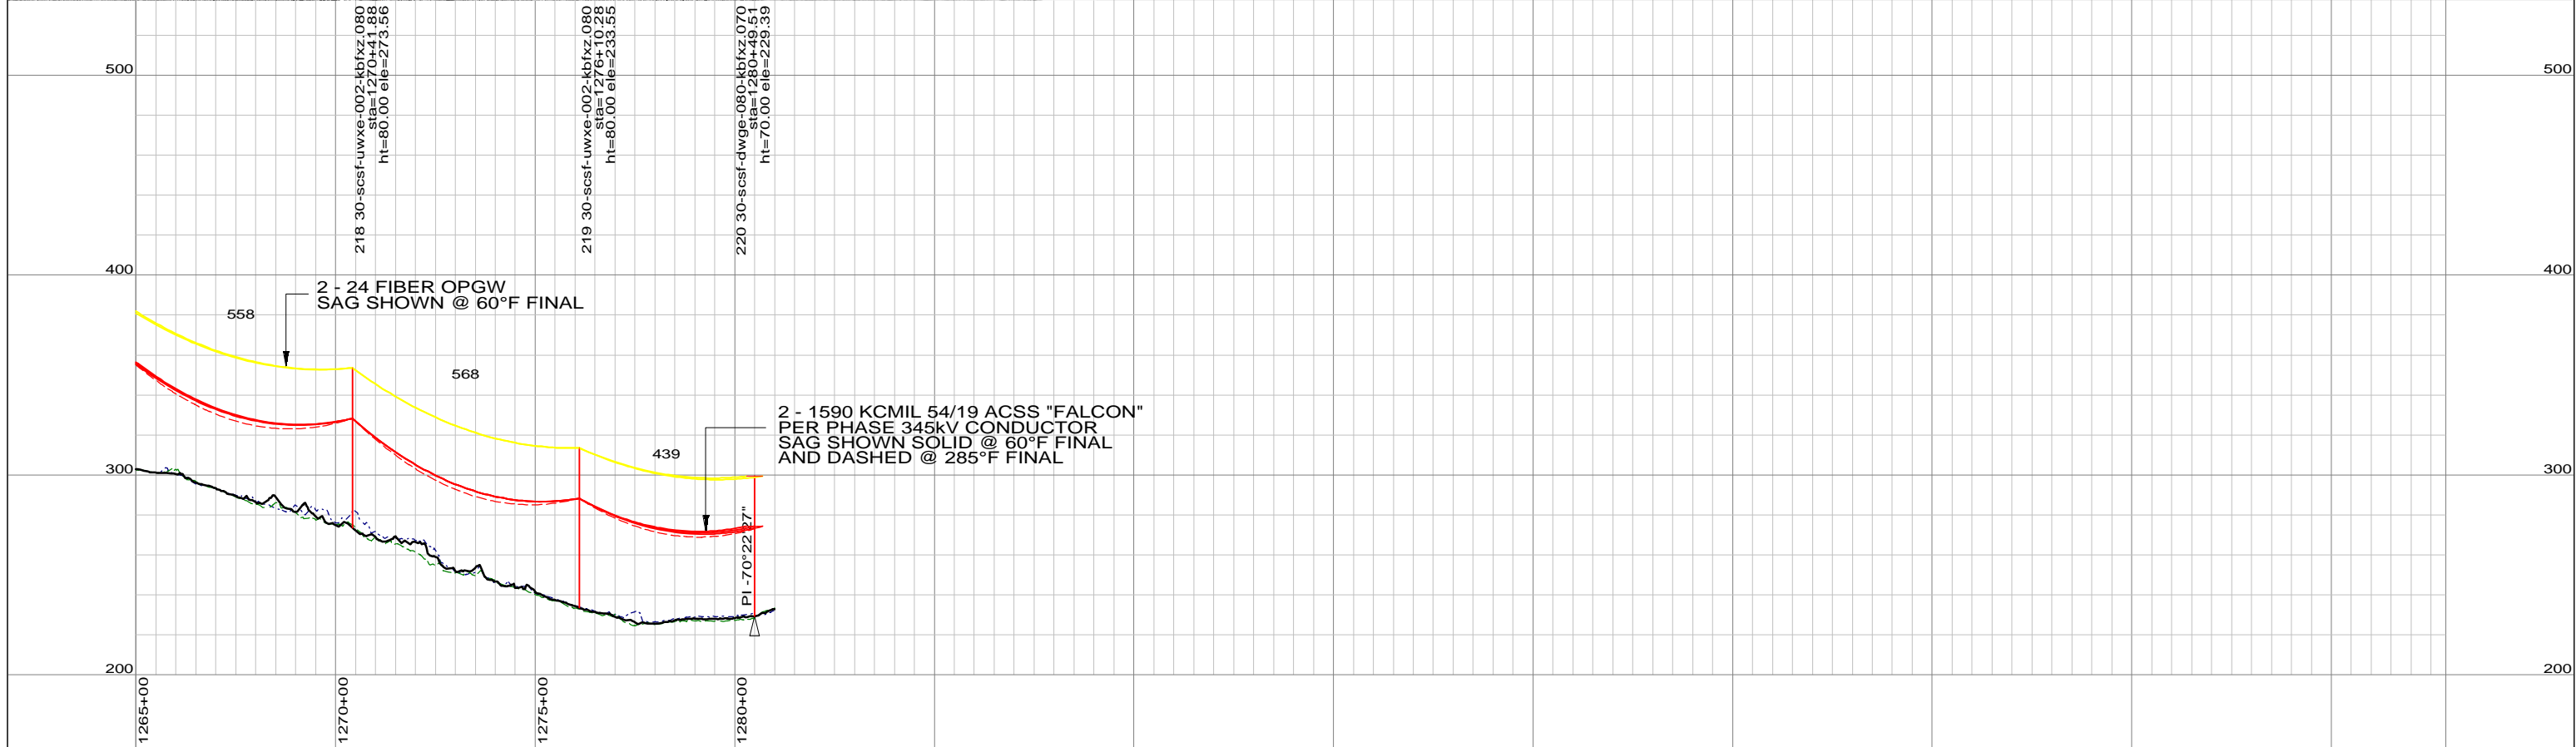 218 30-scsf-uwxe-002-kbfxz.080
sta=1270+41.88
ht=80.00 ele=273.56
219 30-scsf-uwxe-002-kbfxz.080
sta=1276+10.25
ht=80.00 ele=233.55
220 30-scsf-dwge-080-kbfxz.070
sta=1280+49.51
ht=70.00 ele=229.39
500
500
400
400
2 - 24 FIBER OPGW
SAG SHOWN @ 60°F FINAL
558
568
439
2 - 1590 KCMIL 54/19 ACSS "FALCON"
PER PHASE 345kV CONDUCTOR
SAG SHOWN SOLID @ 60°F FINAL
AND DASHED @ 285°F FINAL
300
300
PI -70°22'27"
200
200
1265+00
1270+00
1275+00
1280+00